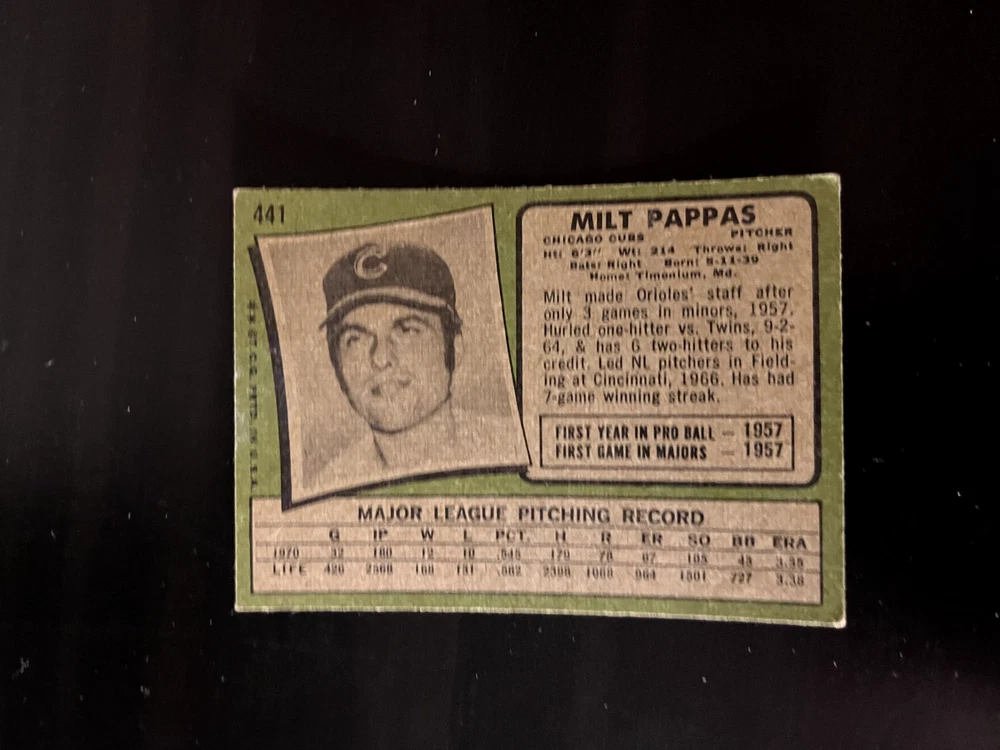 441
C
MILT PAPPAS
CHICAGO CUBS PITCHER
Ht: 6'3" Wt: 214 Throws: Right
Bats: Right Born: 5-11-39
Home: Timonium, Md.
Milt made Orioles' staff after
only 3 games in minors, 1957.
Hurled one-hitter vs. Twins, 9-2-
64, & has 6 two-hitters to his
credit. Led NL pitchers in Field-
ing at Cincinnati, 1966. Has had
7-game winning streak.
FIRST YEAR IN PRO BALL — 1957
FIRST GAME IN MAJORS — 1957
MAJOR LEAGUE PITCHING RECORD
G IP W L PCT. H R ER SO BB ERA
1970 32 180 12 10 .545 179 76 67 105 43 3.35
LIFE 426 2568 168 131 .562 2398 1068 964 1501 727 3.38
PRTD. IN U.S.A.